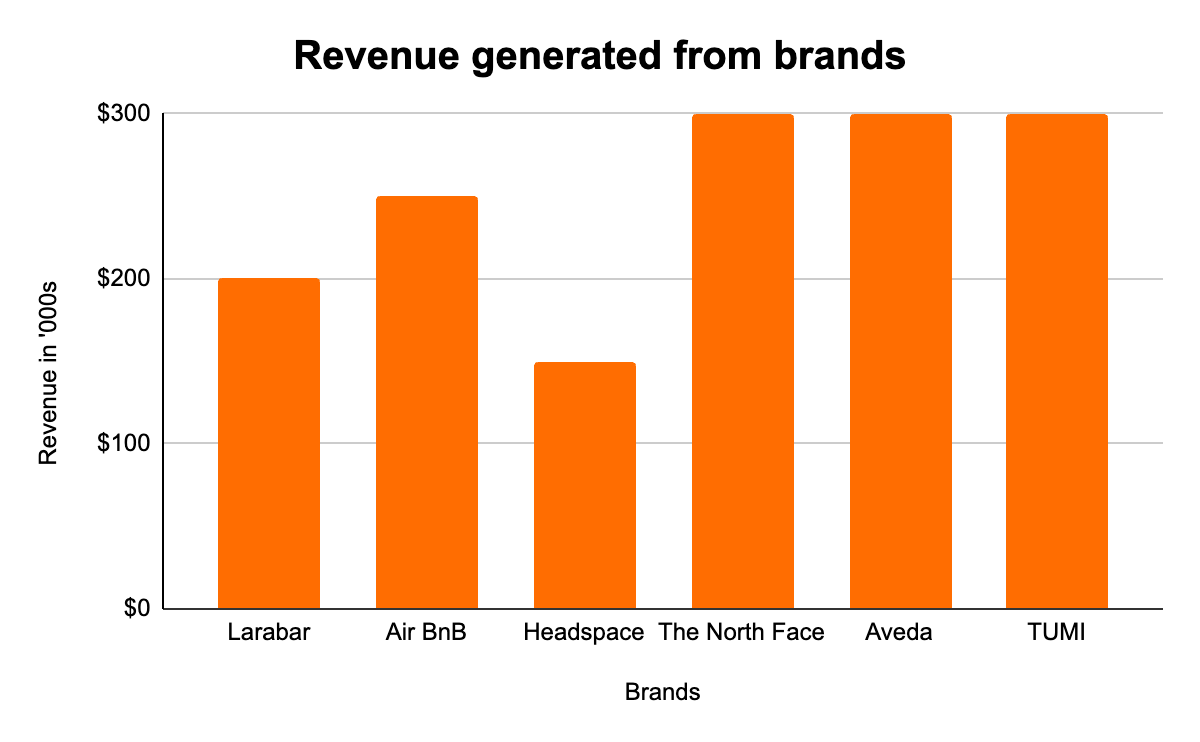 Revenue generated from brands
$300
$200
$100
$0
Revenue in '000s
Larabar Air BnB Headspace The North Face Aveda TUMI
Brands